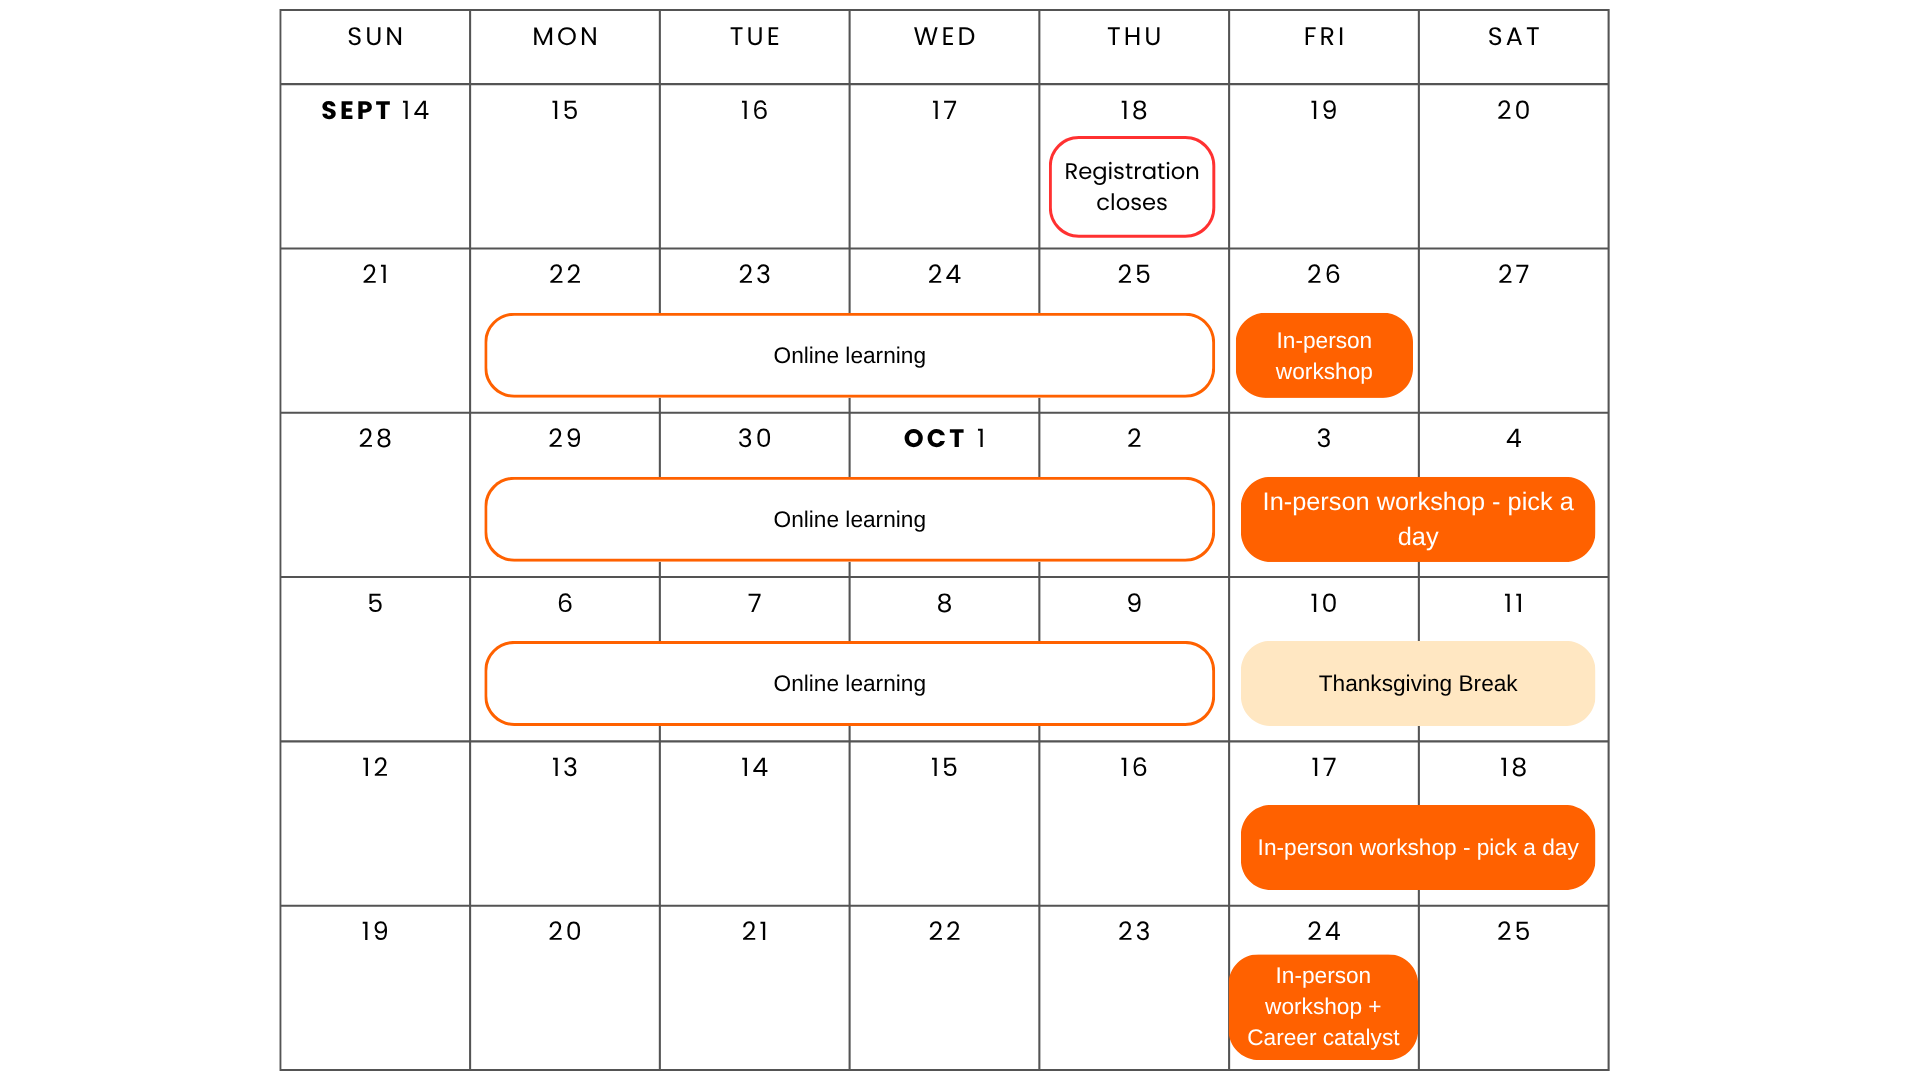 SUN MON TUE WED THU FRI SAT
SEPT 14 15 16 17 18 19 20
Registration
closes
21 22 23 24 25 26 27
Online learning
In-person
workshop
28 29 30 OCT 1 2 3 4
Online learning
In-person workshop - pick a
day
5 6 7 8 9 10 11
Online learning
Thanksgiving Break
12 13 14 15 16 17 18
In-person workshop - pick a day
19 20 21 22 23 24 25
In-person
workshop +
Career catalyst